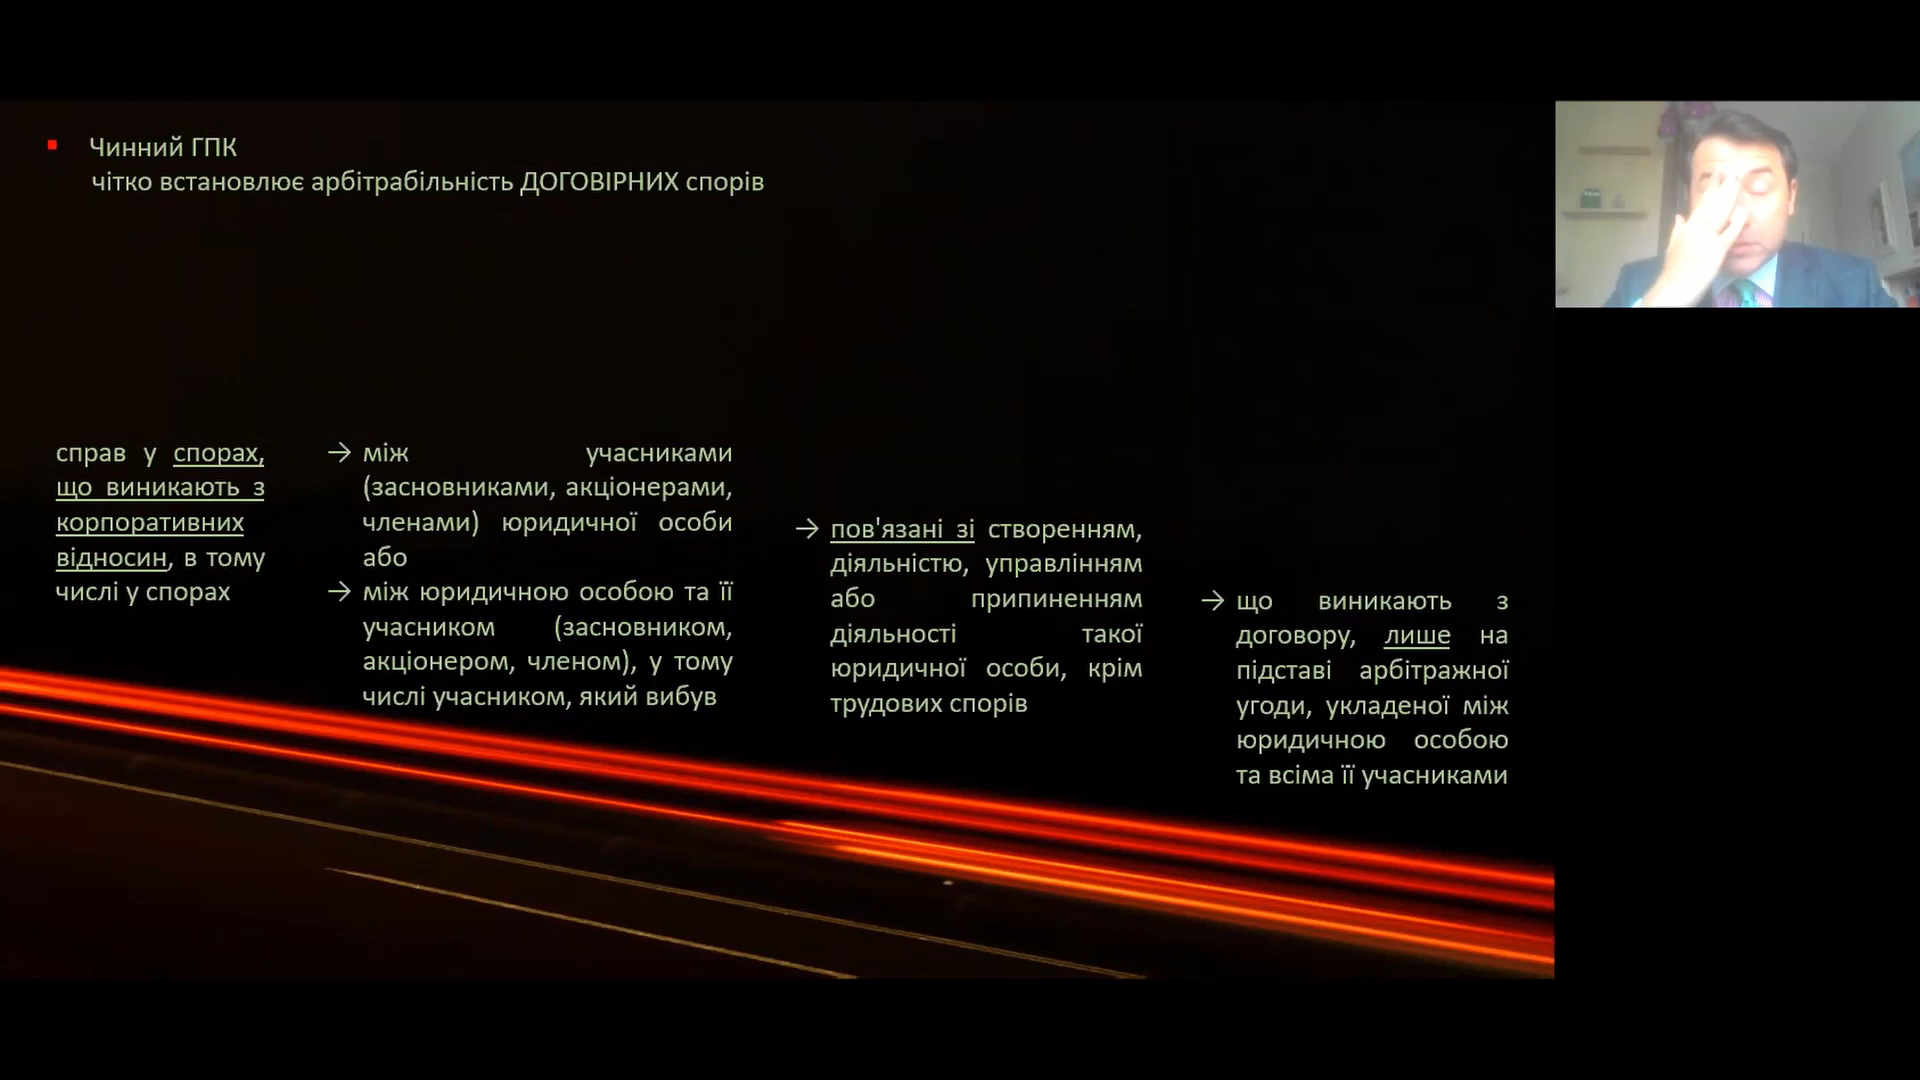 Чинний ГПК
чітко встановлює арбітрабільність ДОГОВІРНИХ спорів
справ у спорах,
що виникають з
корпоративних
відносин, в тому
числі у спорах
→ між учасниками
(засновниками, акціонерами,
членами) юридичної особи
або
→ між юридичною особою та її
учасником (засновником,
акціонером, членом), у тому
числі учасником, який вибув
→ пов'язані зі створенням,
діяльністю, управлінням
або припиненням
діяльності такої
юридичної особи, крім
трудових спорів
→ що виникають з
договору, лише на
підставі арбітражної
угоди, укладеної між
юридичною особою
та всіма її учасниками